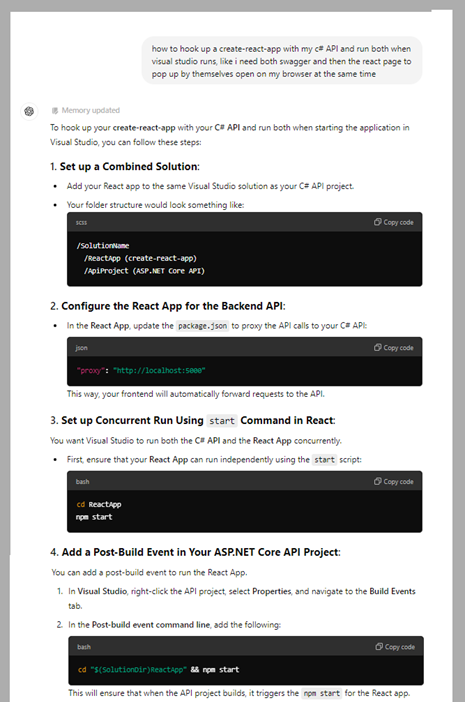 how to hook up a create-react-app with my c# API and run both when
visual studio runs, like i need both swagger and then the react page to
pop up by themselves open on my browser at the same time
Memory updated
To hook up your create-react-app with your C# API and run both when starting the application in
Visual Studio, you can follow these steps:
1. Set up a Combined Solution:
• Add your React app to the same Visual Studio solution as your C# API project.
• Your folder structure would look something like:
scss
Copy code
/SolutionName
/ReactApp (create-react-app)
/ApiProject (ASP.NET Core API)
2. Configure the React App for the Backend API:
• In the React App, update the package.json to proxy the API calls to your C# API:
json
Copy code
"proxy": "http://localhost:5000"
This way, your frontend will automatically forward requests to the API.
3. Set up Concurrent Run Using start Command in React:
You want Visual Studio to run both the C# API and the React App concurrently.
• First, ensure that your React App can run independently using the start script:
bash
Copy code
cd ReactApp
npm start
4. Add a Post-Build Event in Your ASP.NET Core API Project:
You can add a post-build event to run the React App.
1. In Visual Studio, right-click the API project, select Properties, and navigate to the Build Events
tab.
2. In the Post-build event command line, add the following:
bash
Copy code
cd "$(SolutionDir)ReactApp" && npm start
This will ensure that when the API project builds, it triggers the npm start for the React app.